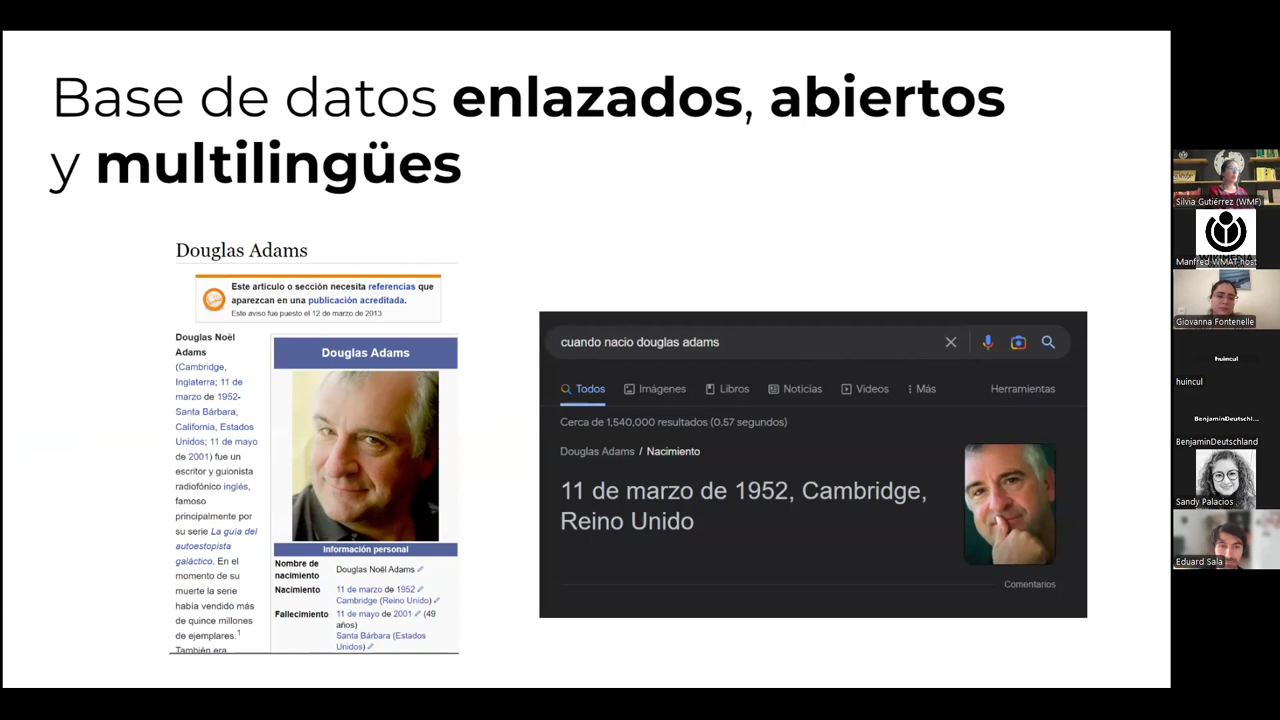 Base de datos enlazados, abiertos
y multilingües
Douglas Adams
Este artículo o sección necesita referencias que
aparezcan en una publicación acreditada.
Este aviso fue puesto el 12 de marzo de 2013.
Douglas Noël
Adams
(Cambridge,
Inglaterra; 11 de
marzo de 1952-
Santa Bárbara,
California, Estados
Unidos; 11 de mayo
de 2001) fue un
escritor y guionista
radiofónico inglés,
famoso
principalmente por
su serie La guía del
autoestopista
galáctico. En el
momento de su
muerte la serie
había vendido más
de quince millones
de ejemplares.1
También era
Douglas Adams
Información personal
Nombre de
nacimiento
Douglas Noël Adams
Nacimiento
11 de marzo de 1952
Cambridge (Reino Unido)
Fallecimiento
11 de mayo de 2001 (49
años)
Santa Bárbara (Estados
Unidos)
cuando nacio douglas adams
Todos Imágenes Libros Noticias Videos Más Herramientas
Cerca de 1,540,000 resultados (0.57 segundos)
Douglas Adams / Nacimiento
11 de marzo de 1952, Cambridge,
Reino Unido
Comentarios
Silvia Gutiérrez (WMF)
WIKIMEDIA
Manfred WMAT host
Giovanna Fontenelle
huincul
huincul
BenjaminDeutschl...
BenjaminDeutschland
Sandy Palacios
Eduard Sala